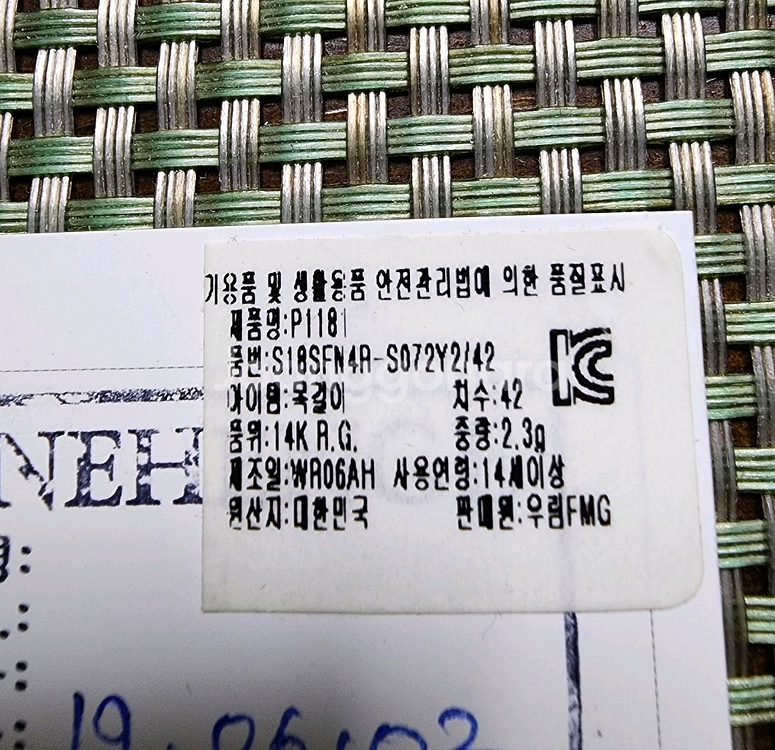 기용품 및 생활용품 안전관리법에 의한 품질표시
제품명:P1181
품번:S18SFN4R-S072Y2/42
아이템:목걸이 치수:42
품위:14K R.G. 중량:2.3g
제조일:WR06AH 사용연령:14세이상
원산지:대한민국 판매원:우림FMG
NEH
19.06.03